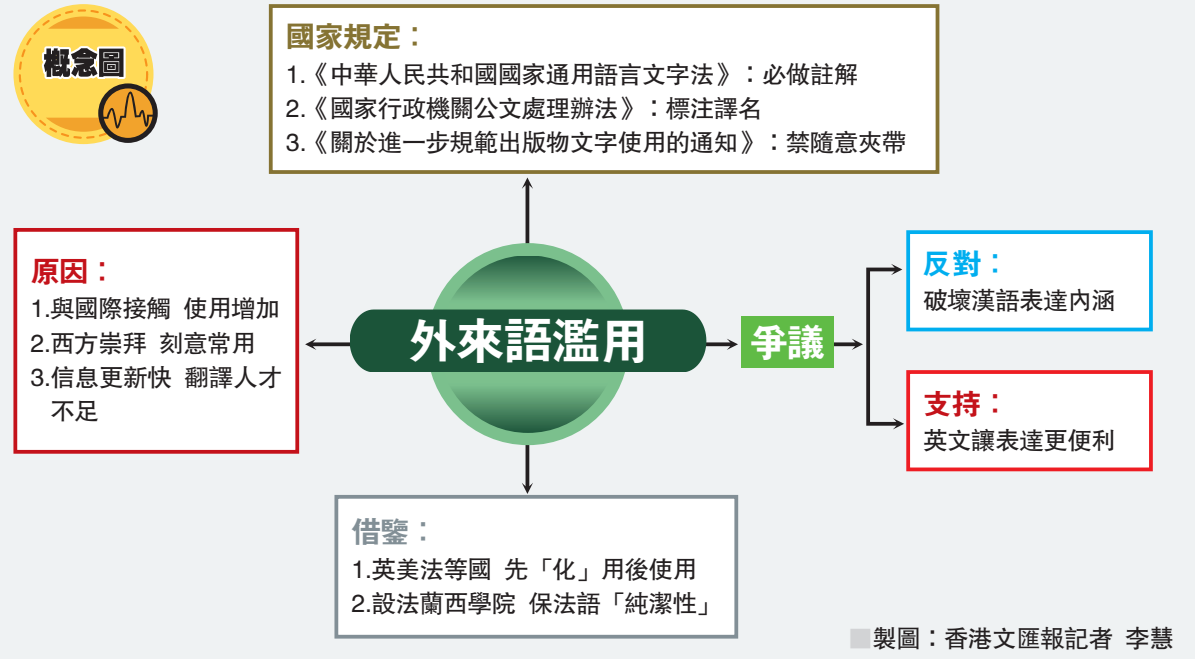 概念圖
國家規定：
1.《中華人民共和國國家通用語言文字法》：必做註解
2.《國家行政機關公文處理辦法》：標注譯名
3.《關於進一步規範出版物文字使用的通知》：禁隨意夾帶
原因：
1.與國際接觸 使用增加
2.西方崇拜 刻意常用
3.信息更新快 翻譯人才
不足
外來語濫用
爭議
反對：
破壞漢語表達內涵
支持：
英文讓表達更便利
借鑒：
1.英美法等國 先「化」用後使用
2.設法蘭西學院 保法語「純潔性」
■製圖：香港文匯報記者 李慧